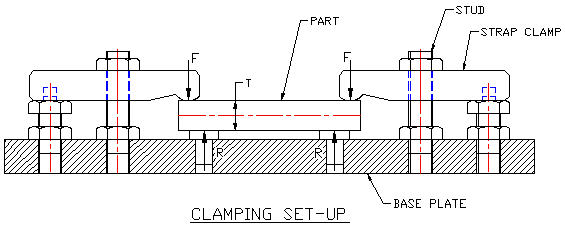 PART
STUD
STRAP CLAMP
F
F
T
R
R
BASE PLATE
CLAMPING SET-UP